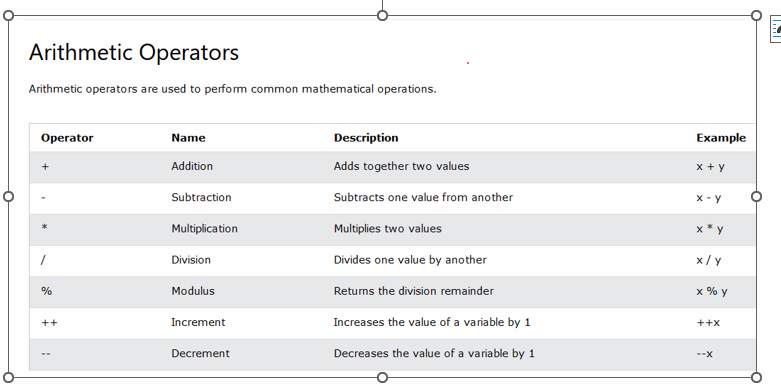 Arithmetic Operators
Arithmetic operators are used to perform common mathematical operations.
Operator Name Description Example
+ Addition Adds together two values x + y
- Subtraction Subtracts one value from another x - y
* Multiplication Multiplies two values x * y
/ Division Divides one value by another x / y
% Modulus Returns the division remainder x % y
++ Increment Increases the value of a variable by 1 ++x
-- Decrement Decreases the value of a variable by 1 --x